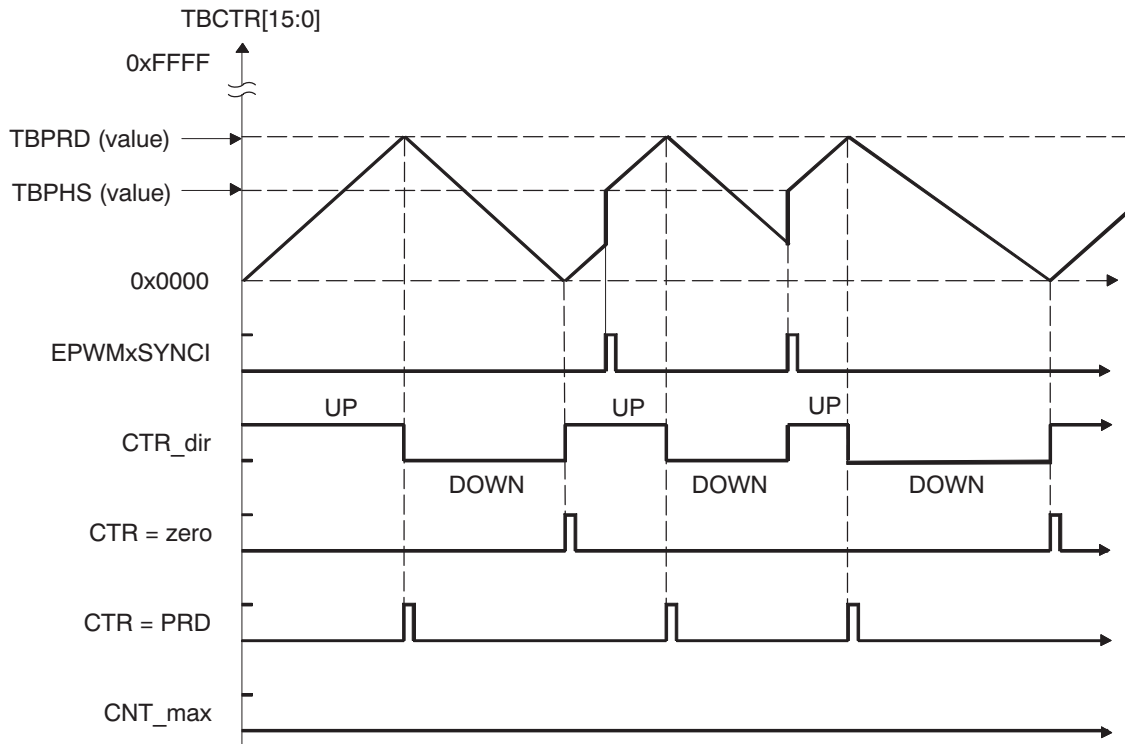 TBCTR[15:0]
0xFFFF
TBPRD (value)
TBPHS (value)
0x0000
EPWMxSYNCI
UP
UP
UP
CTR_dir
DOWN
DOWN
DOWN
CTR = zero
CTR = PRD
CNT_max